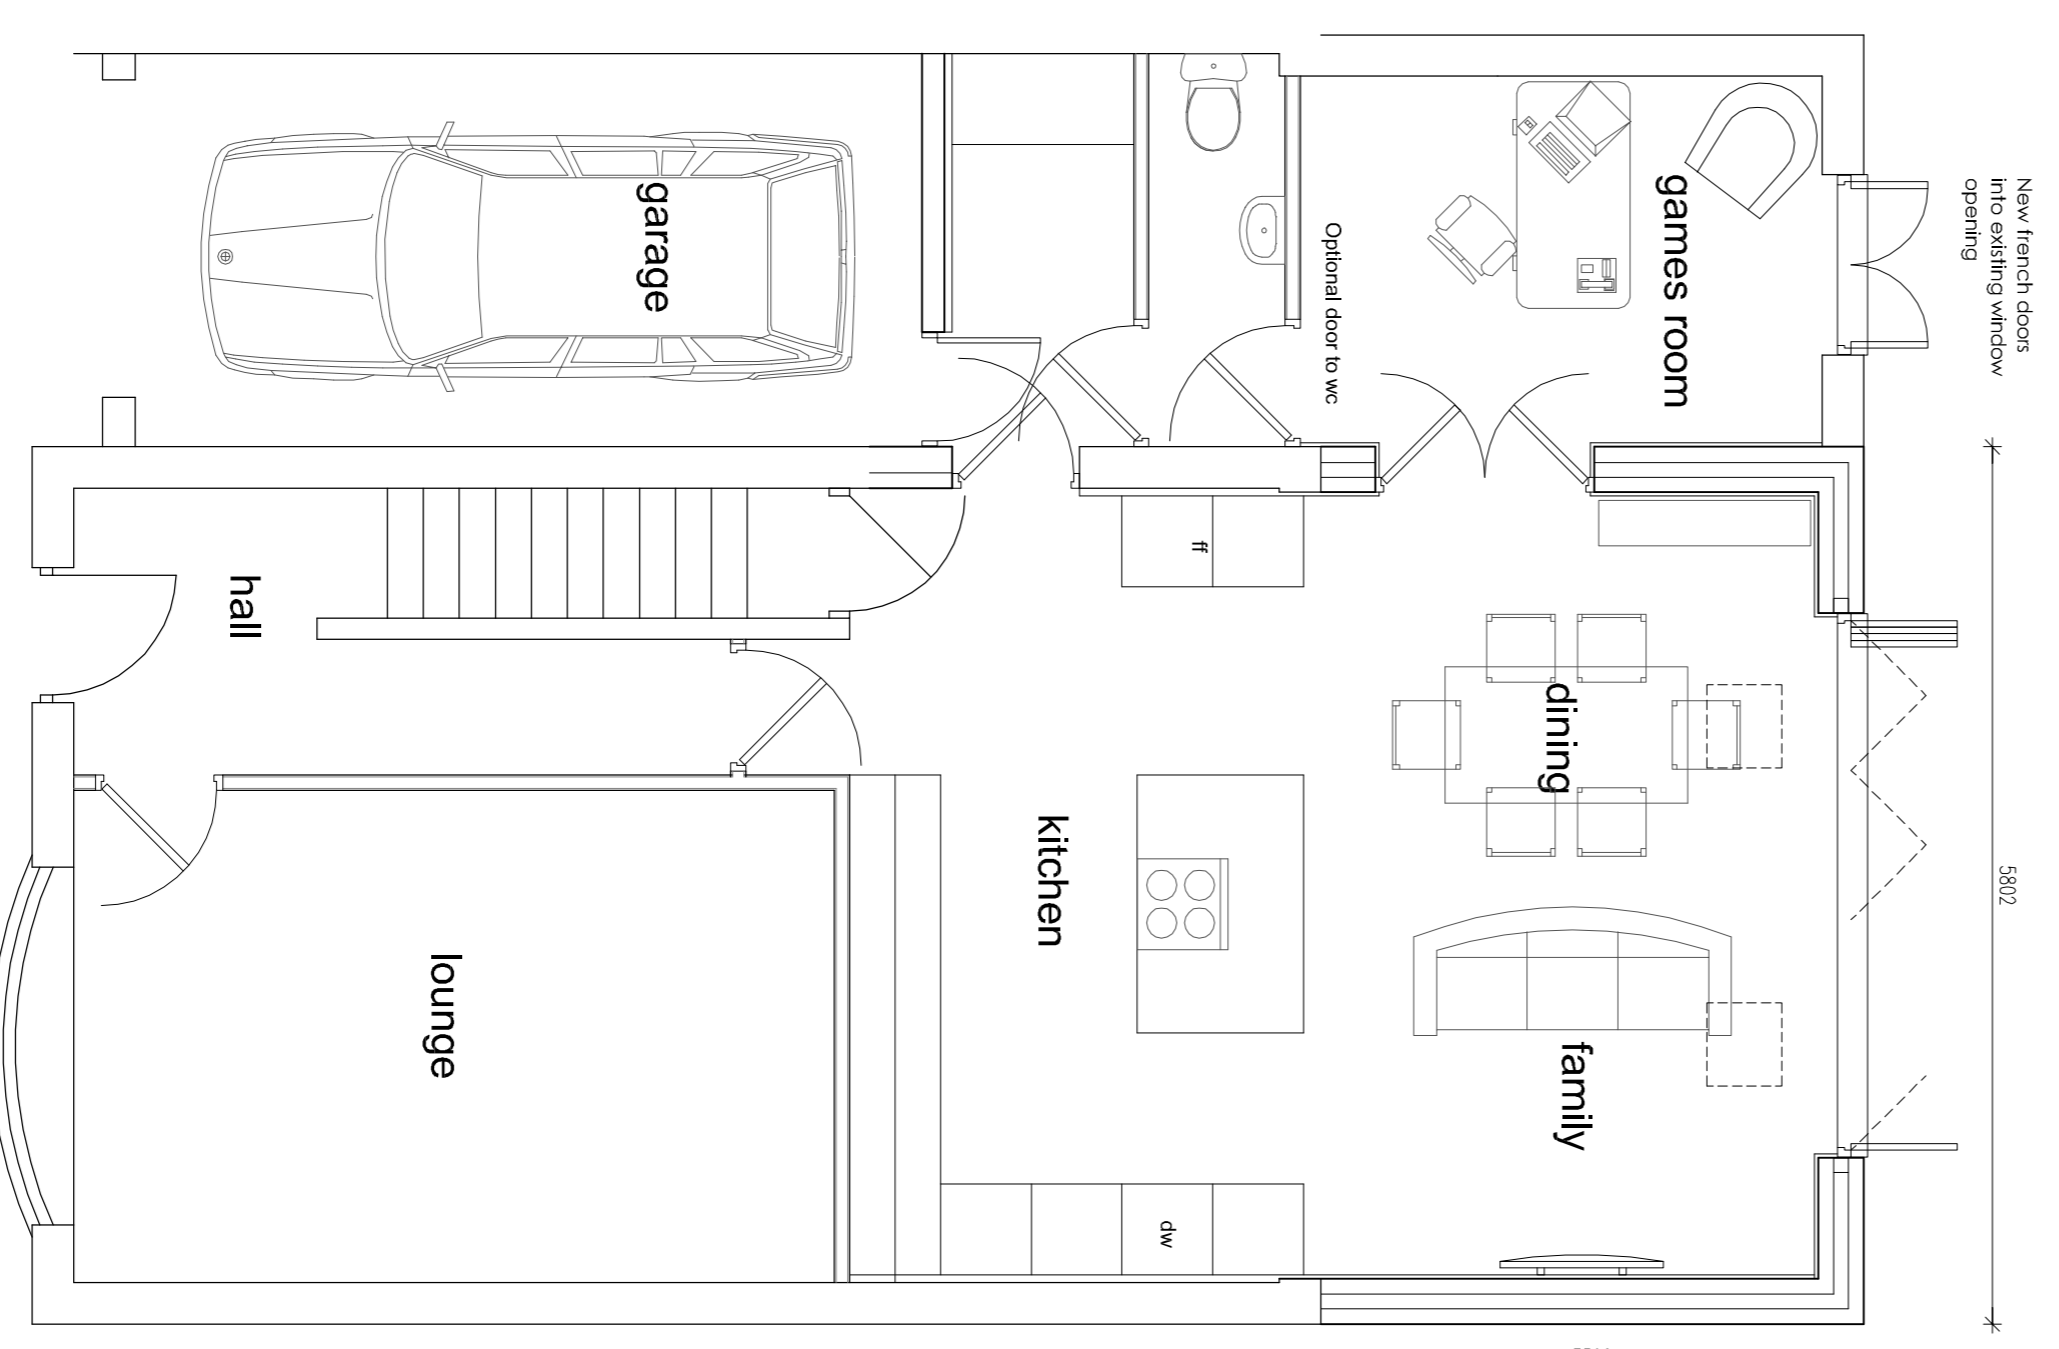 New french doors
into existing window
opening
games room
Optional door to wc
garage
hall
ff
dining
kitchen
5802
lounge
family
dw